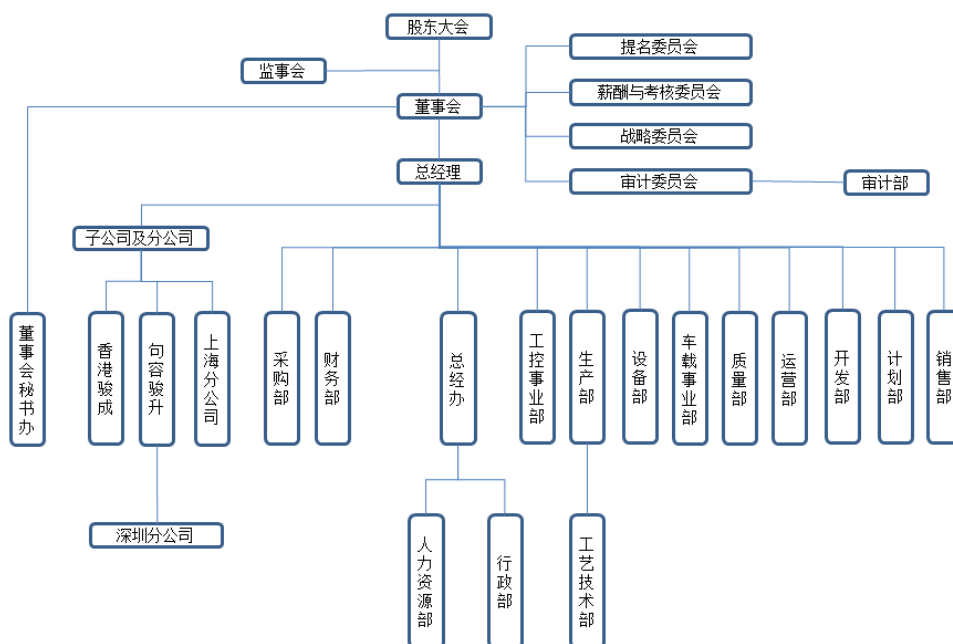 股东大会
提名委员会
监事会
薪酬与考核委员会
董事会
战略委员会
总经理
审计委员会
审计部
子公司及分公司
董事会秘书办
香港骏成
句容骏升
上海分公司
采购部
财务部
总经办
工控事业部
生产部
设备部
车载事业部
质量部
运营部
开发部
计划部
销售部
深圳分公司
人力资源部
行政部
工艺技术部